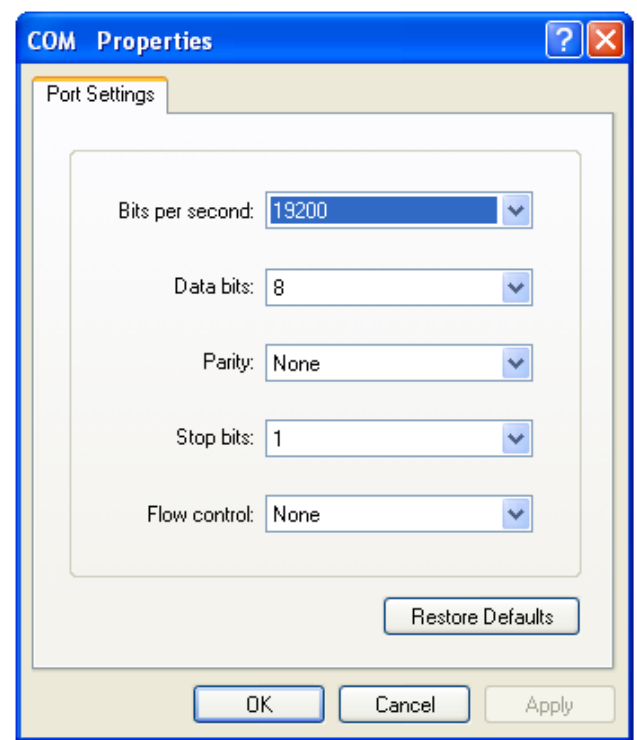 COM Properties
Port Settings
Bits per second: 19200
Data bits: 8
Parity: None
Stop bits: 1
Flow control: None
Restore Defaults
OK Cancel Apply